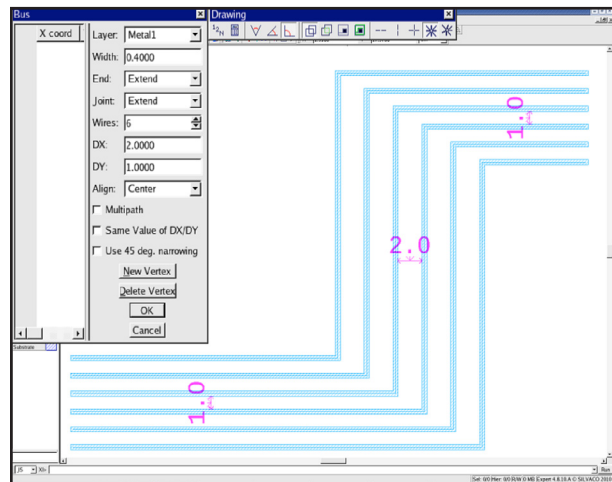 Bus
Drawing
X coord
Layer: Metal1
Width: 0.4000
End: Extend
Joint: Extend
Wires: 6
DX: 2.0000
DY: 1.0000
Align: Center
Multipath
Same Value of DX/DY
Use 45 deg. narrowing
New Vertex
Delete Vertex
OK
Cancel
1.0
2.0
1.0
Substrate